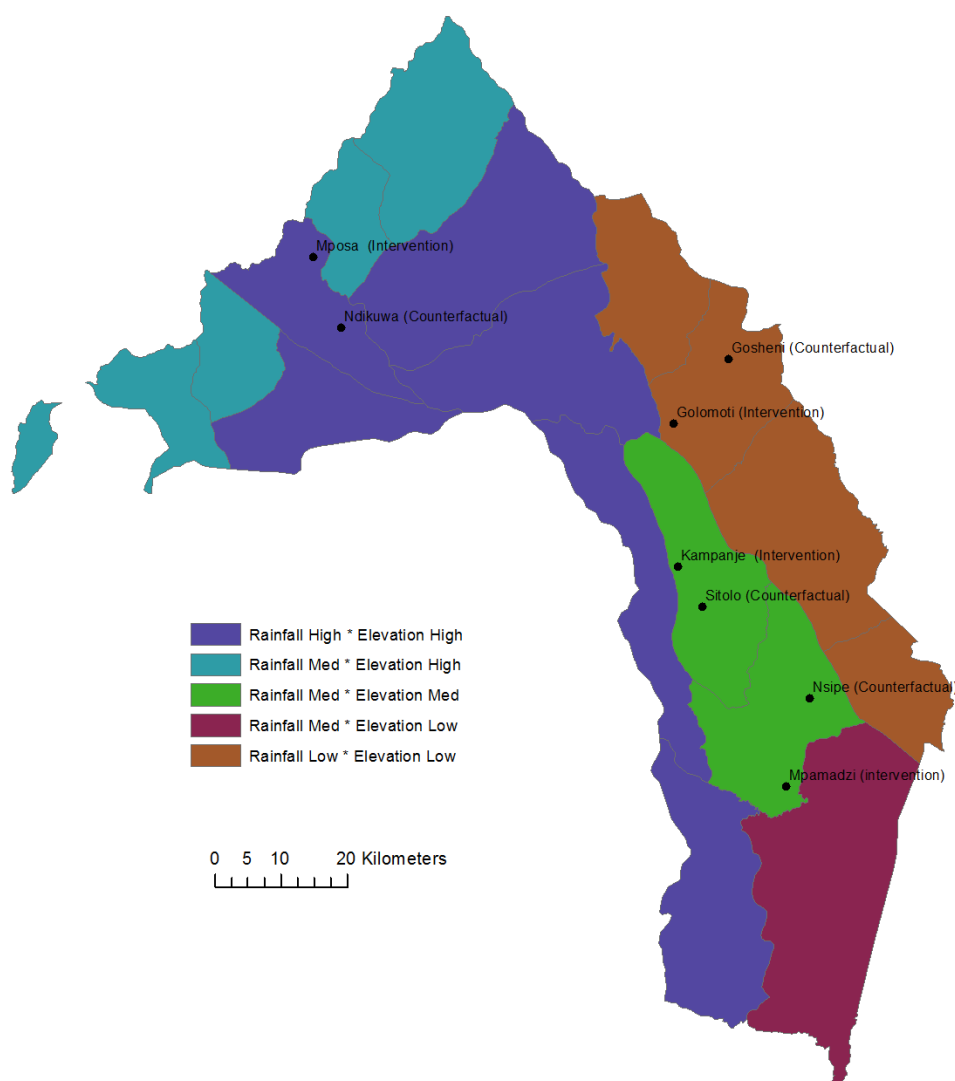 Mposa  (Intervention)
Ndikuwa (Counterfactual)
Gosheni (Counterfactual)
Golomoti (Intervention)
Kampanje  (Intervention)
Sitolo (Counterfactual)
Rainfall High * Elevation High
Rainfall Med * Elevation High
Rainfall Med * Elevation Med
Rainfall Med * Elevation Low
Rainfall Low * Elevation Low
Nsipe (Counterfactual)
Mpamadzi (intervention)
0 5 10 20 Kilometers